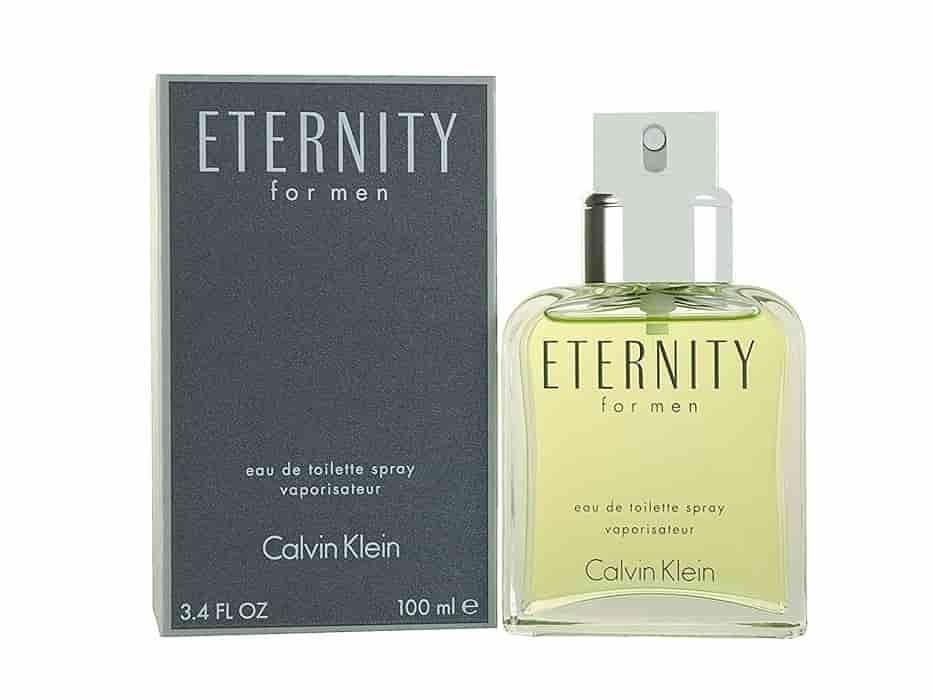 ETERNITY
for men
eau de toilette spray
vaporisateur
Calvin Klein
3.4 FL OZ
100 ml ℮
ETERNITY
for men
eau de toilette spray
vaporisateur
Calvin Klein